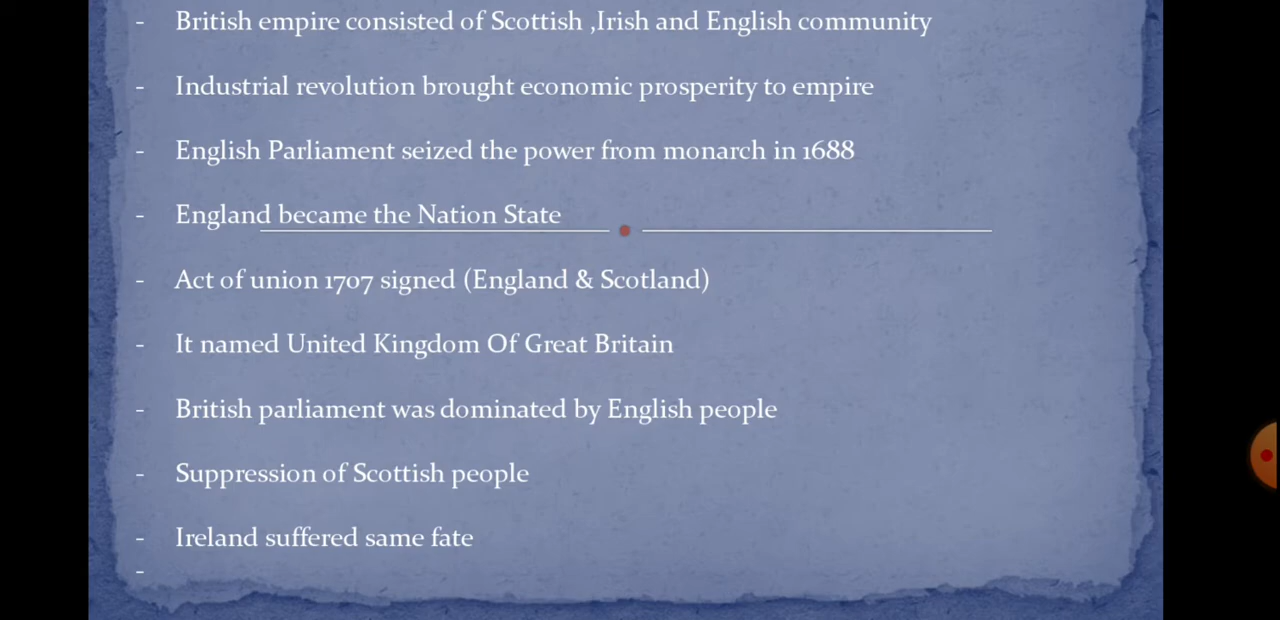 - British empire consisted of Scottish ,Irish and English community
- Industrial revolution brought economic prosperity to empire
- English Parliament seized the power from monarch in 1688
- England became the Nation State
- Act of union 1707 signed (England & Scotland)
- It named United Kingdom Of Great Britain
- British parliament was dominated by English people
- Suppression of Scottish people
- Ireland suffered same fate
-